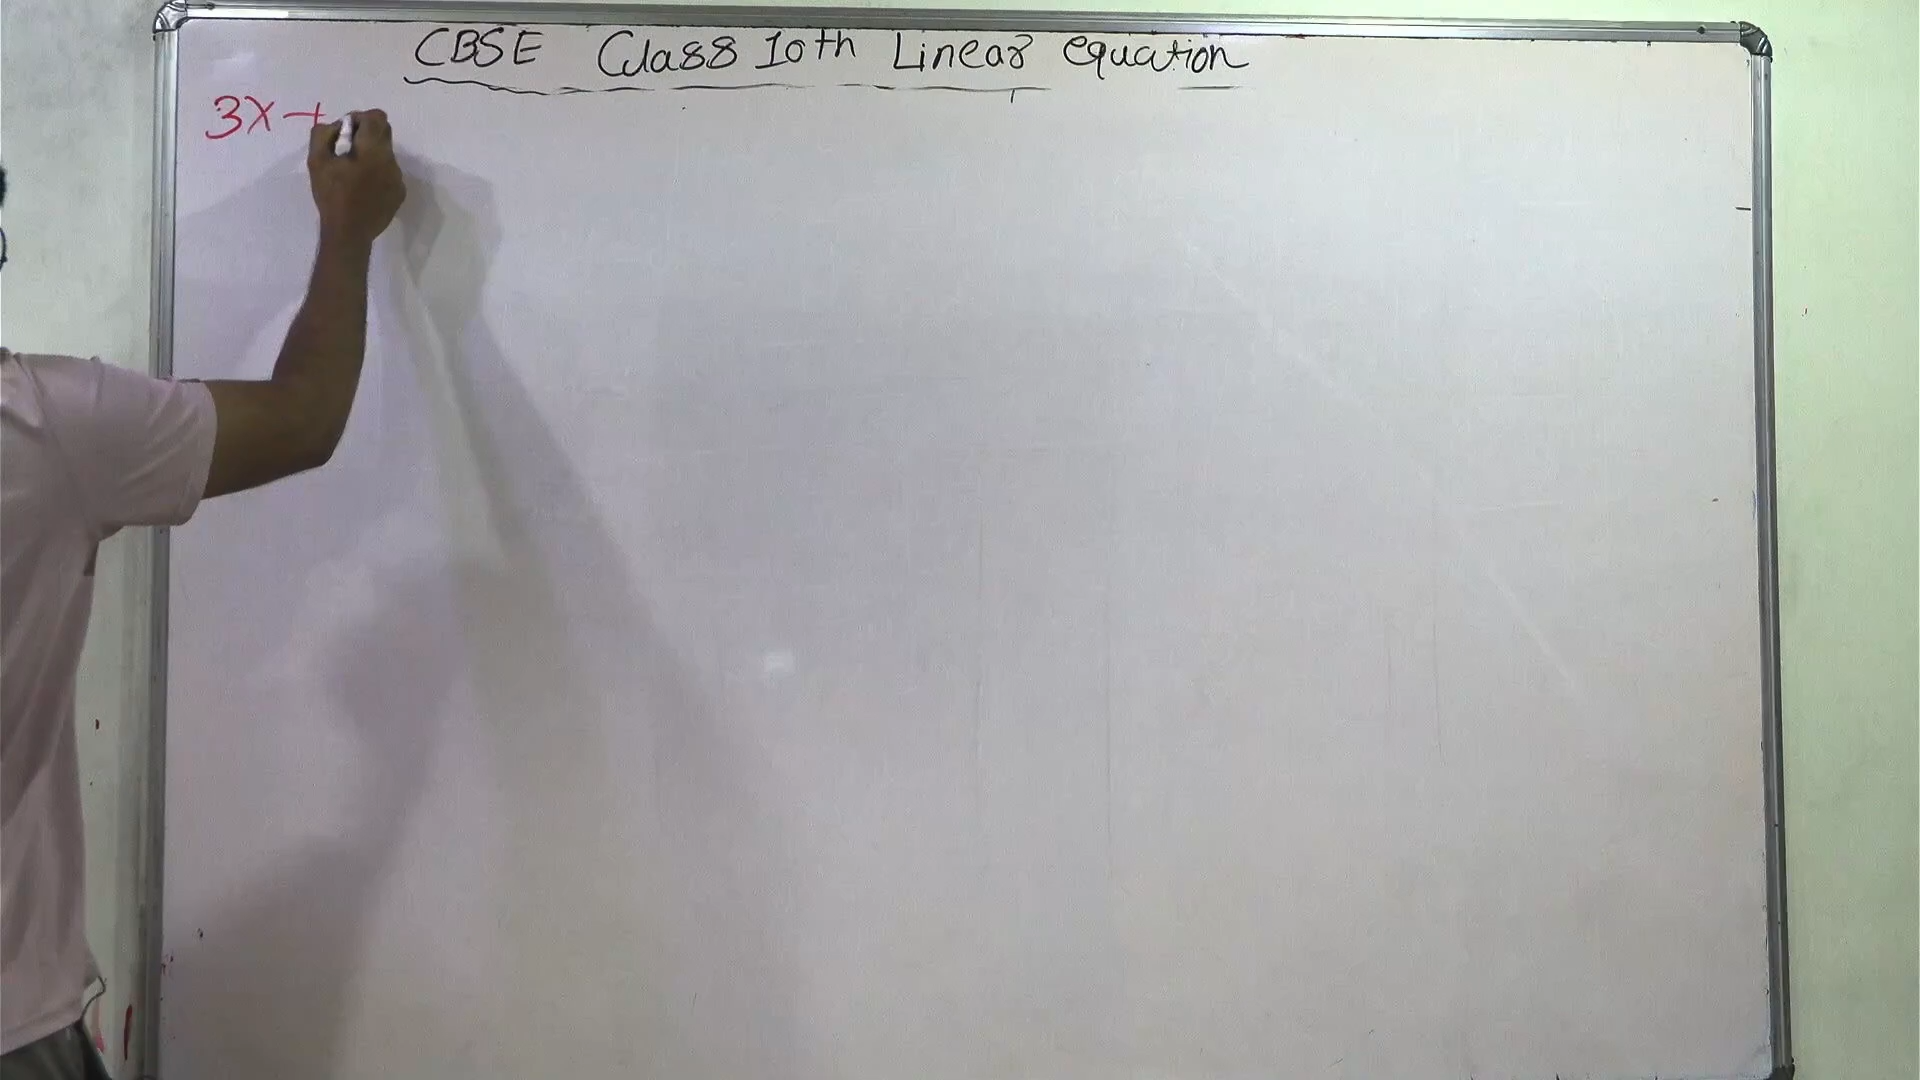 CBSE Class 10th Linear equation
3x +